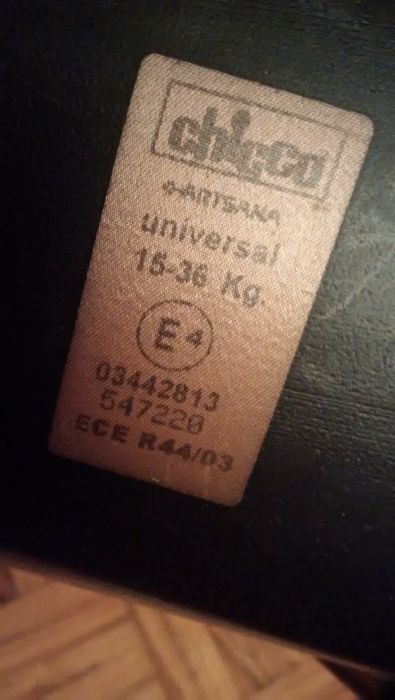 chicco
ARTSANA
universal
15-36 Kg.
E4
03442813
547220
ECE R44/03